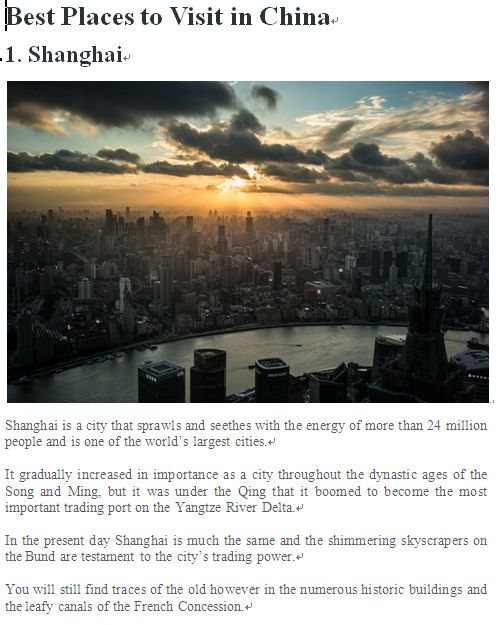 Best Places to Visit in China
1. Shanghai
Shanghai is a city that sprawls and seethes with the energy of more than 24 million
people and is one of the world's largest cities.
It gradually increased in importance as a city throughout the dynastic ages of the
Song and Ming, but it was under the Qing that it boomed to become the most
important trading port on the Yangtze River Delta.
In the present day Shanghai is much the same and the shimmering skyscrapers on
the Bund are testament to the city's trading power.
You will still find traces of the old however in the numerous historic buildings and
the leafy canals of the French Concession.